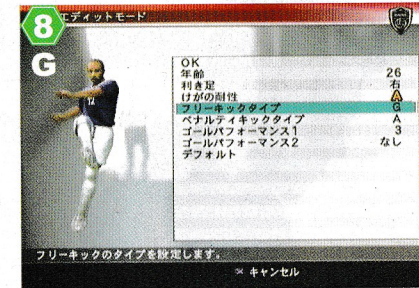 8
エディットモード
G
12
OK
年齢 26
利き足 右
けがの耐性 A
フリーキックタイプ G
ペナルティキックタイプ A
ゴールパフォーマンス1 3
ゴールパフォーマンス2 なし
デフォルト
フリーキックのタイプを設定します。
キャンセル